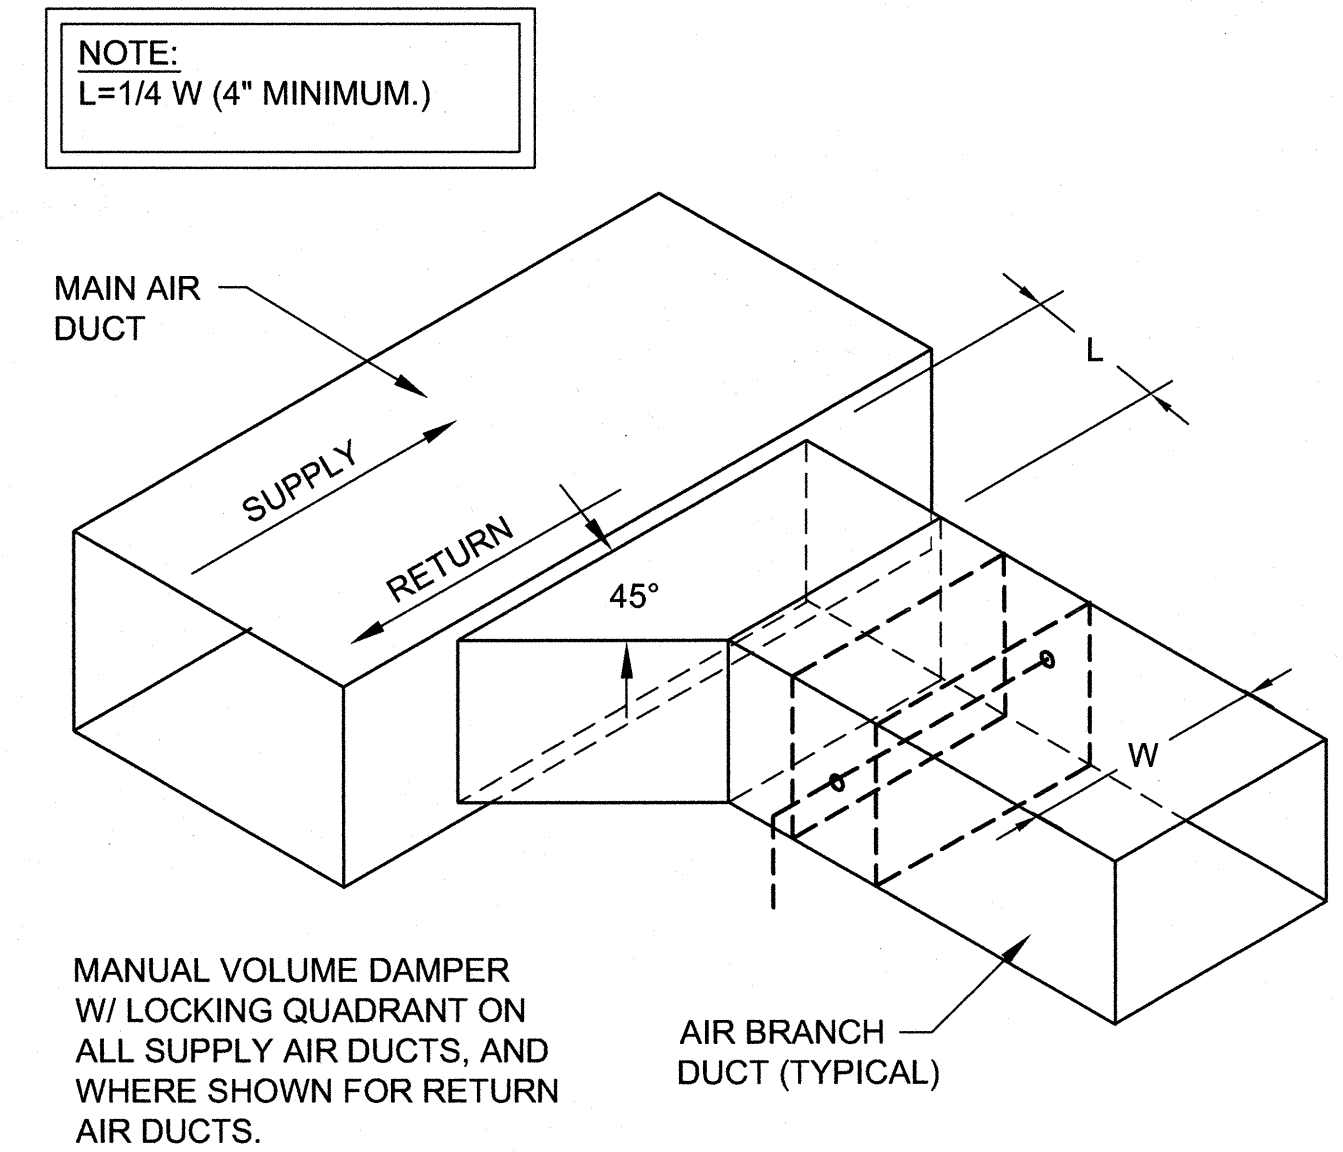 NOTE:
L=1/4 W (4" MINIMUM.)
MAIN AIR
DUCT
L
SUPPLY
RETURN
45°
W
MANUAL VOLUME DAMPER
W/ LOCKING QUADRANT ON
ALL SUPPLY AIR DUCTS, AND
WHERE SHOWN FOR RETURN
AIR DUCTS.
AIR BRANCH
DUCT (TYPICAL)